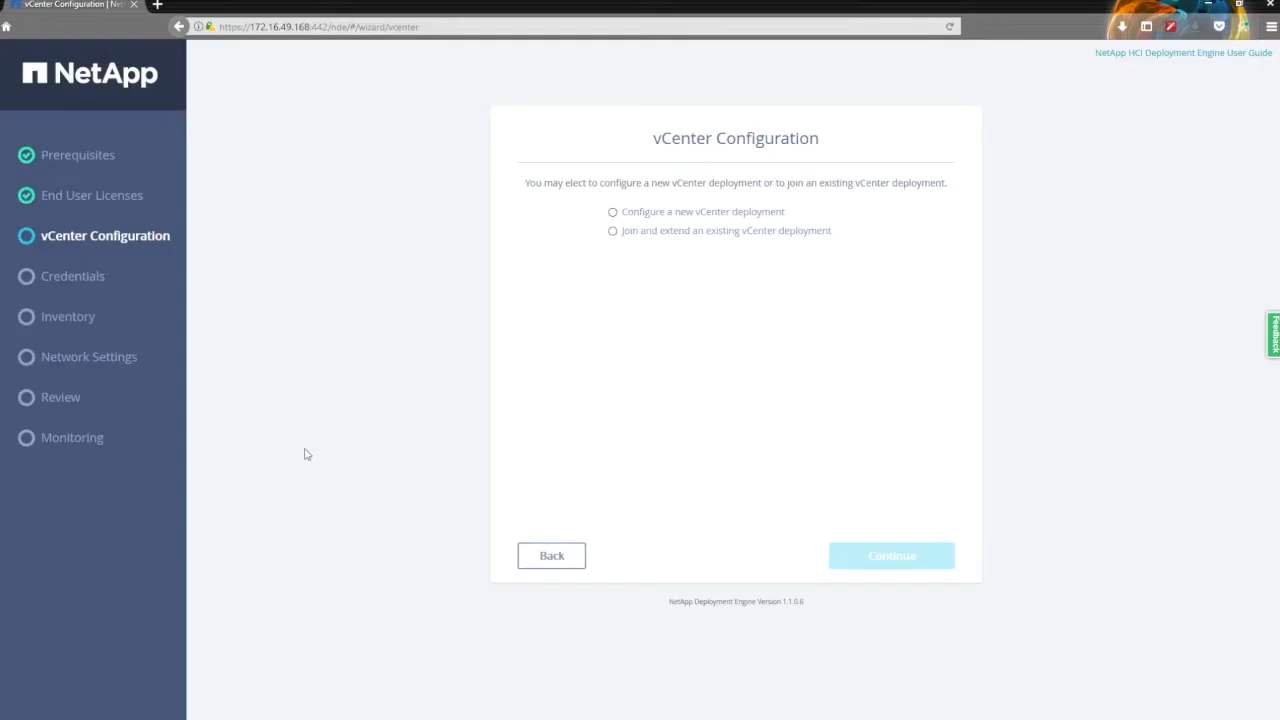 vCenter Configuration | Net
https://172.16.49.168:442/nde/#/wizard/vcenter
NetApp HCI Deployment Engine User Guide
NetApp
Prerequisites
End User Licenses
vCenter Configuration
Credentials
Inventory
Network Settings
Review
Monitoring
vCenter Configuration
You may elect to configure a new vCenter deployment or to join an existing vCenter deployment.
Configure a new vCenter deployment
Join and extend an existing vCenter deployment
Back
Continue
NetApp Deployment Engine Version 1.1.0.6
Feedback